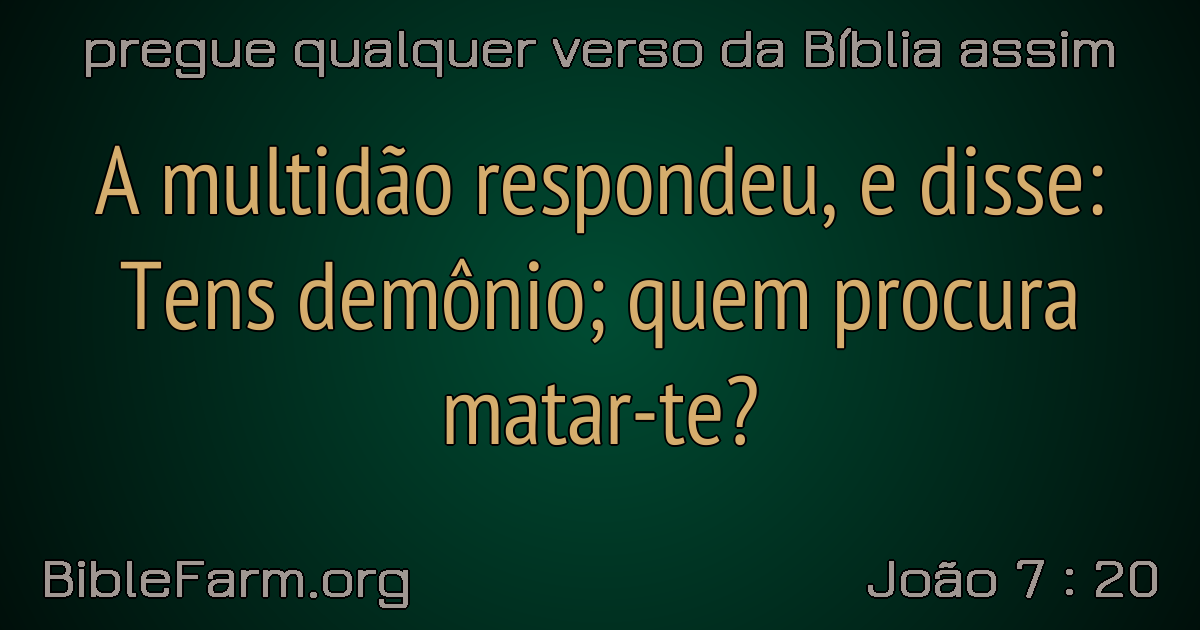 pregue qualquer verso da Bíblia assim
A multidão respondeu, e disse:
Tens demônio; quem procura
matar-te?
BibleFarm.org
João 7 : 20